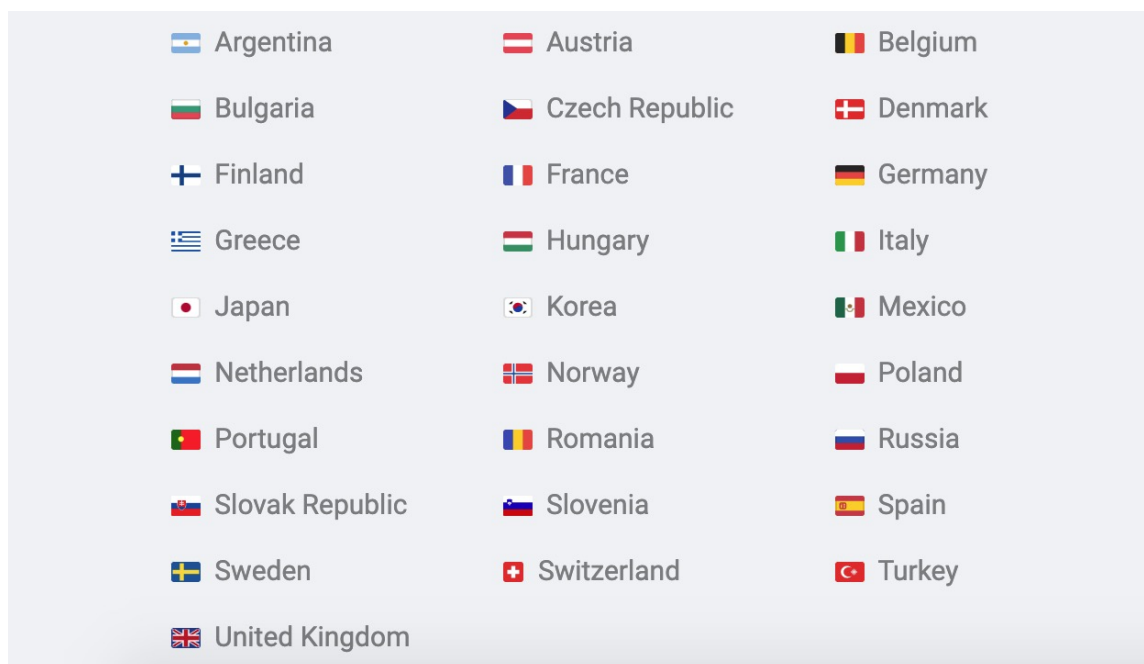 Argentina Austria Belgium
Bulgaria Czech Republic Denmark
Finland France Germany
Greece Hungary Italy
Japan Korea Mexico
Netherlands Norway Poland
Portugal Romania Russia
Slovak Republic Slovenia Spain
Sweden Switzerland Turkey
United Kingdom